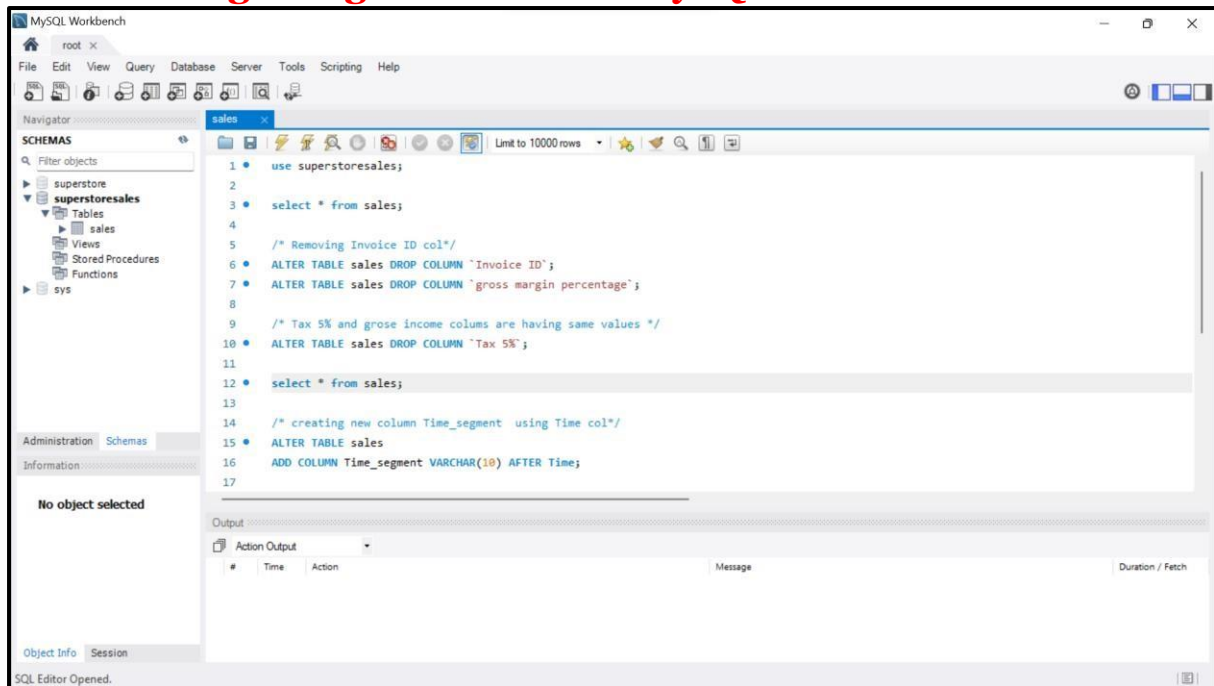 MySQL Workbench
root
File Edit View Query Database Server Tools Scripting Help
Navigator
SCHEMAS
Filter objects
superstore
superstoresales
Tables
sales
Views
Stored Procedures
Functions
sys
Administration Schemas
Information
No object selected
Object Info Session
SQL Editor Opened.
sales
Limit to 10000 rows
1 use superstoresales;
2
3 select * from sales;
4
5 /* Removing Invoice ID col*/
6 ALTER TABLE sales DROP COLUMN `Invoice ID`;
7 ALTER TABLE sales DROP COLUMN `gross margin percentage`;
8
9 /* Tax 5% and grose income colums are having same values */
10 ALTER TABLE sales DROP COLUMN `Tax 5%`;
11
12 select * from sales;
13
14 /* creating new column Time_segment using Time col*/
15 ALTER TABLE sales
16 ADD COLUMN Time_segment VARCHAR(10) AFTER Time;
17
Output
Action Output
# Time Action Message Duration / Fetch